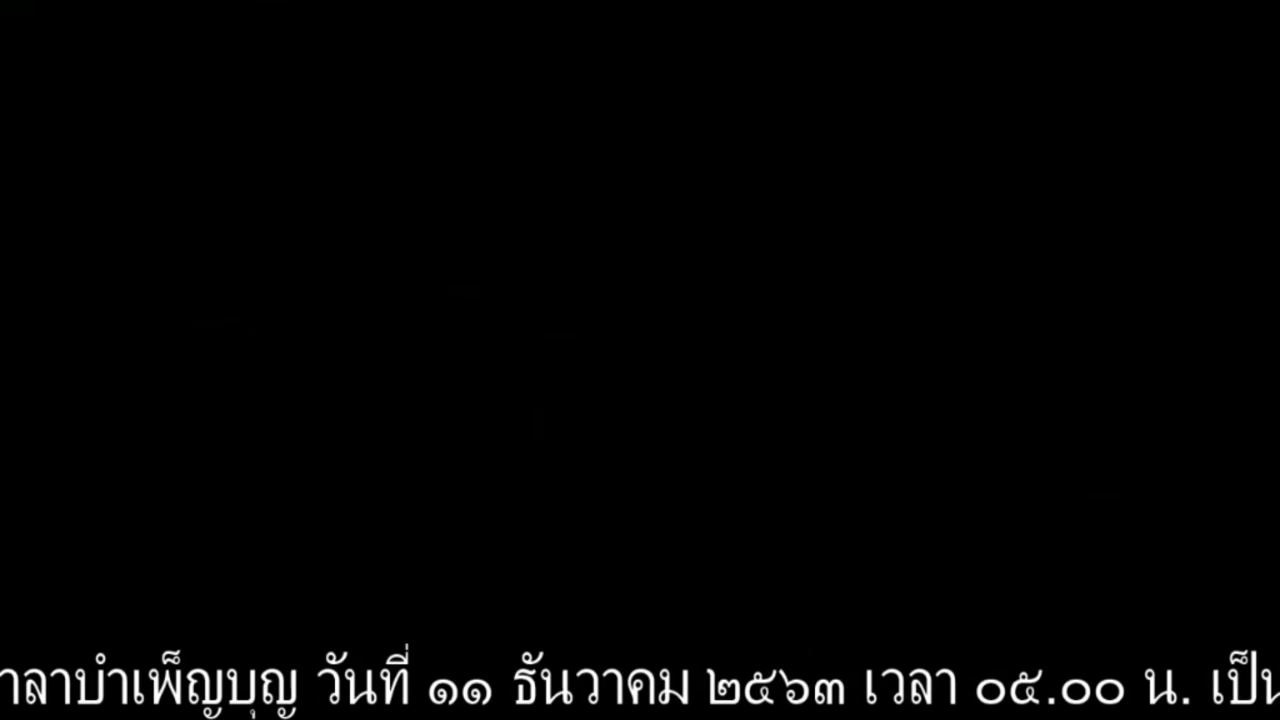 าลาบำเพ็ญบุญ วันที่ ๑๑ ธันวาคม ๒๕๖๓ เวลา ๐๕.๐๐ น. เป็น